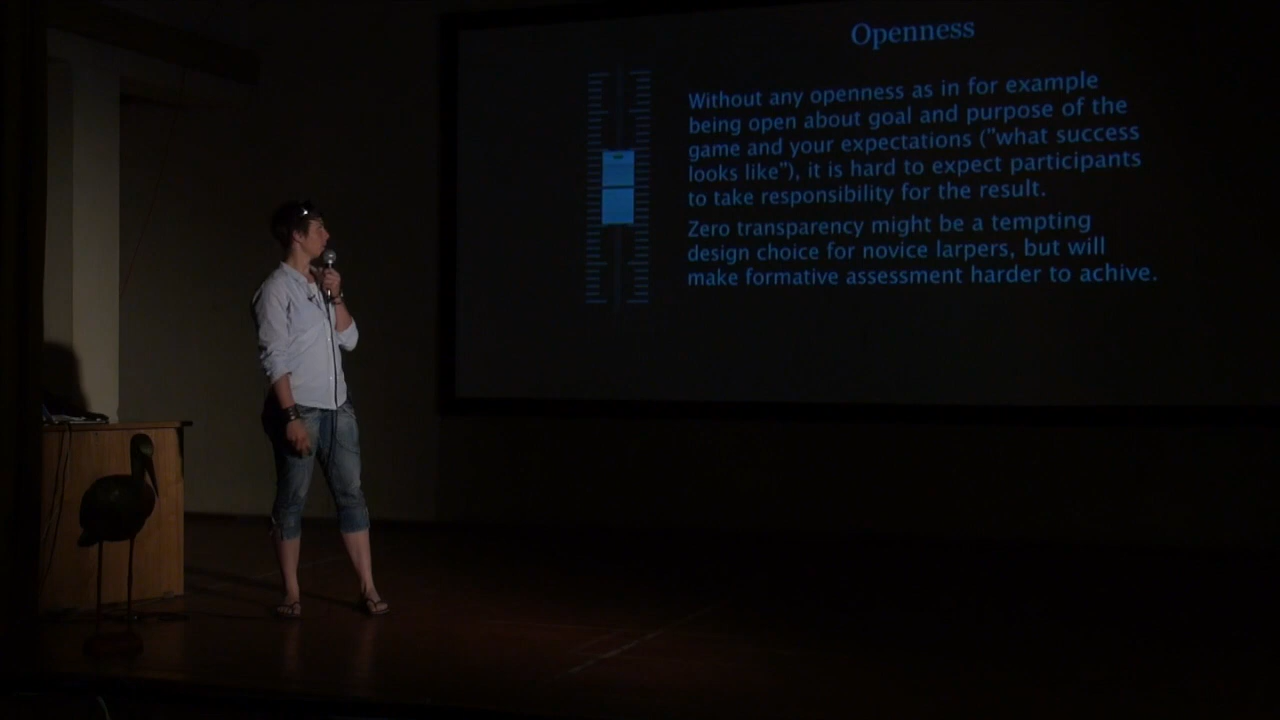 Openness
Without any openness as in for example
being open about goal and purpose of the
game and your expectations ("what success
looks like"), it is hard to expect participants
to take responsibility for the result.
Zero transparency might be a tempting
design choice for novice larpers, but will
make formative assessment harder to achive.